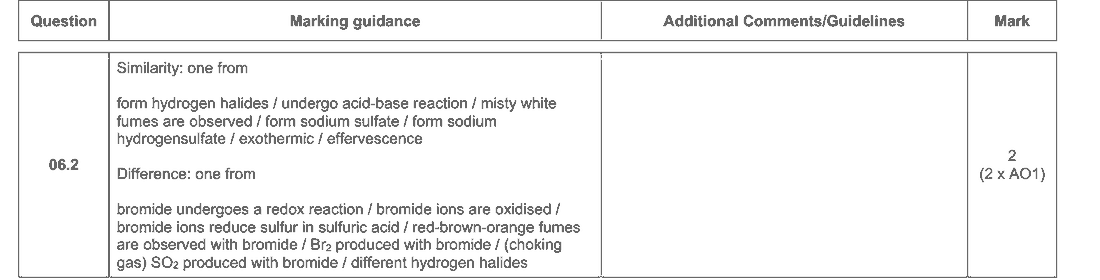 Question Marking guidance Additional Comments/Guidelines Mark
Similarity: one from
form hydrogen halides / undergo acid-base reaction / misty white
fumes are observed / form sodium sulfate / form sodium
hydrogensulfate / exothermic / effervescence
06.2
Difference: one from
bromide undergoes a redox reaction / bromide ions are oxidised /
bromide ions reduce sulfur in sulfuric acid / red-brown-orange fumes
are observed with bromide / Br₂ produced with bromide / (choking
gas) SO₂ produced with bromide / different hydrogen halides
2
(2 x AO1)